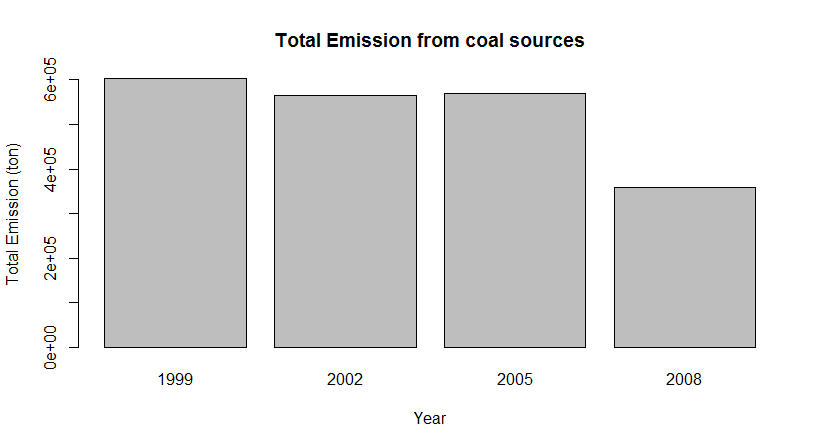 Total Emission from coal sources
Total Emission (ton)
6e+05
4e+05
2e+05
0e+00
1999 2002 2005 2008
Year